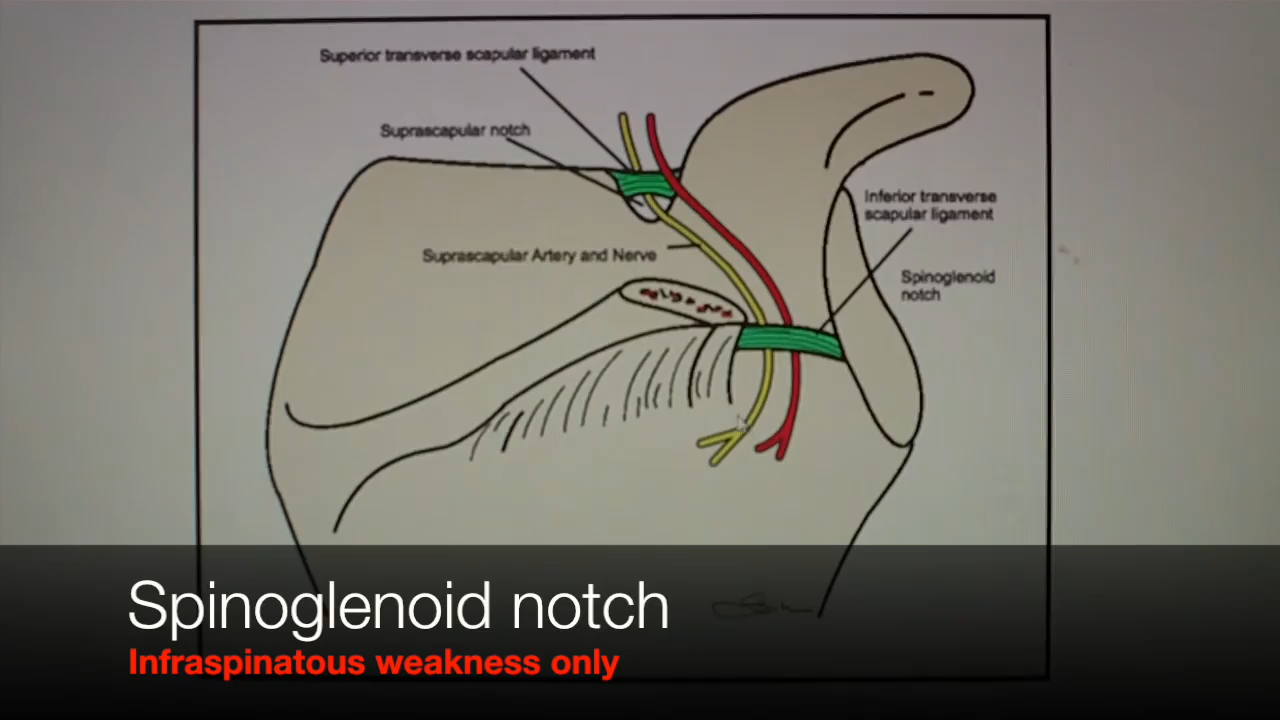 Superior transverse scapular ligament
Suprascapular notch
Inferior transverse
scapular ligament
Suprascapular Artery and Nerve
Spinoglenoid
notch
Spinoglenoid notch
Infraspinatous weakness only